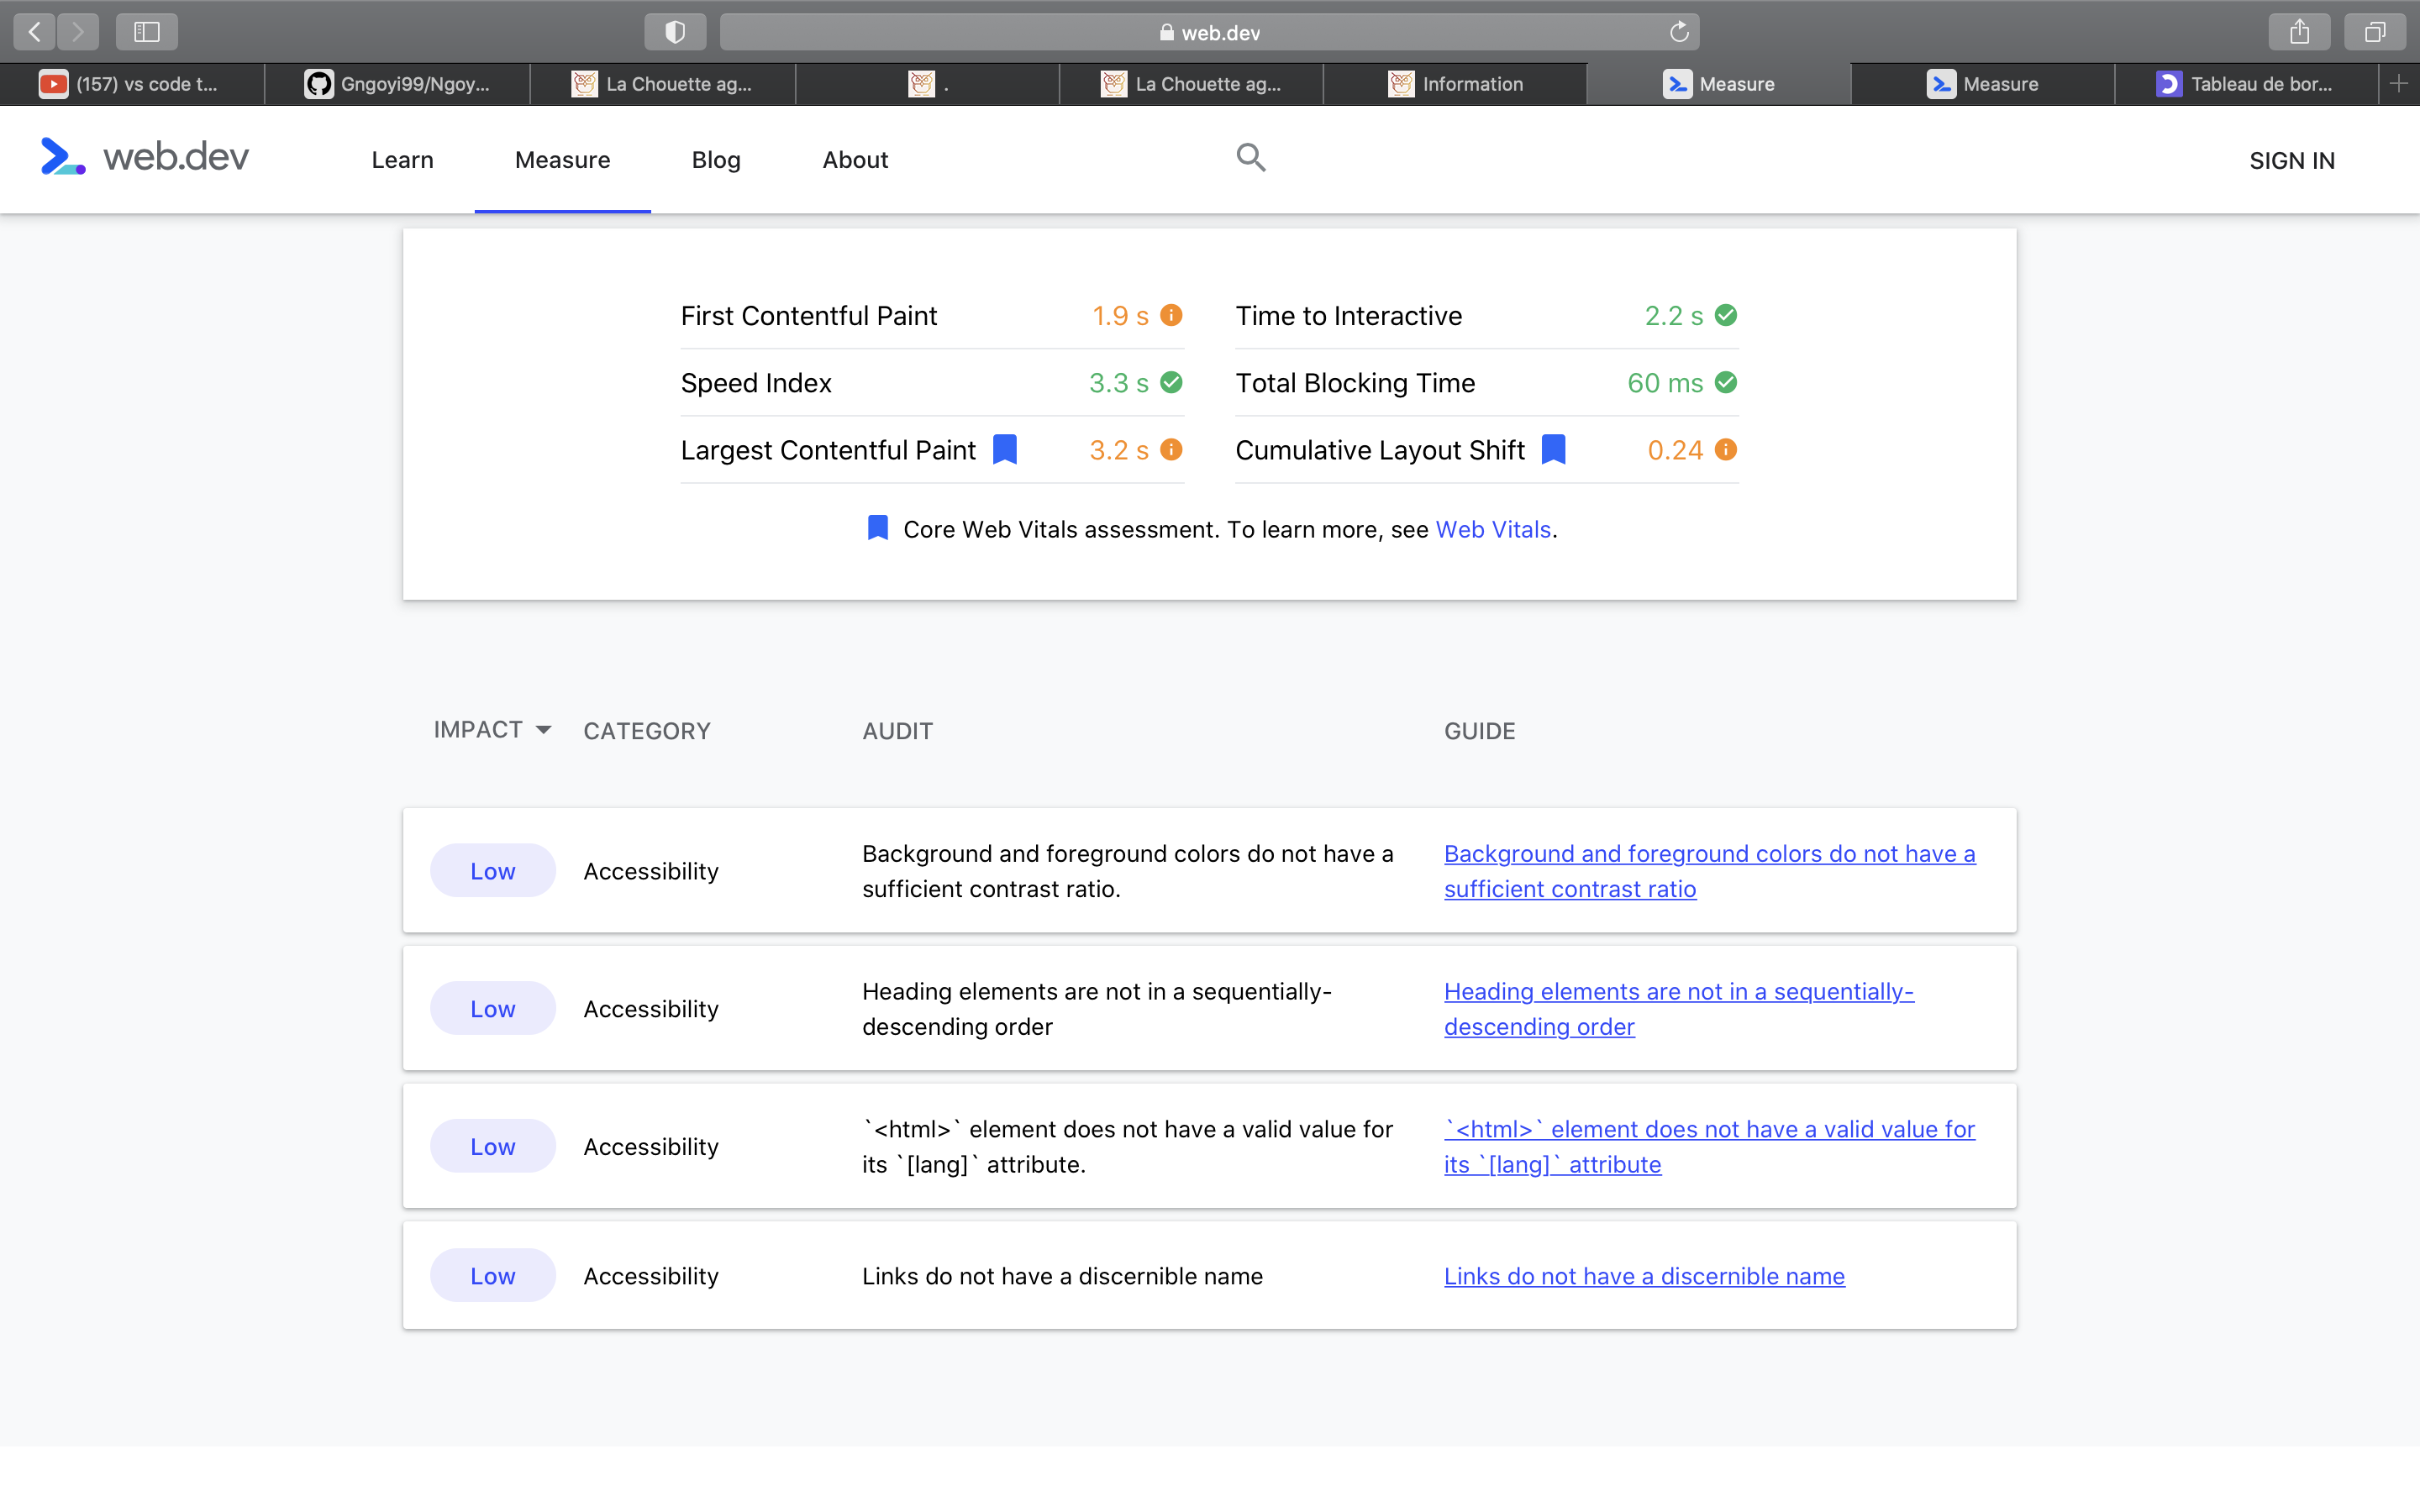 web.dev
(157) vs code t...
Gngoyi99/Ngoy...
La Chouette ag...
.
La Chouette ag...
Information
Measure
Measure
Tableau de bor...
web.dev
Learn
Measure
Blog
About
SIGN IN
First Contentful Paint 1.9 s
Time to Interactive 2.2 s
Speed Index 3.3 s
Total Blocking Time 60 ms
Largest Contentful Paint 3.2 s
Cumulative Layout Shift 0.24
Core Web Vitals assessment. To learn more, see Web Vitals.
IMPACT CATEGORY AUDIT GUIDE
Low
Accessibility
Background and foreground colors do not have a
sufficient contrast ratio.
Background and foreground colors do not have a
sufficient contrast ratio
Low
Accessibility
Heading elements are not in a sequentially-
descending order
Heading elements are not in a sequentially-
descending order
Low
Accessibility
`<html>` element does not have a valid value for
its `[lang]` attribute.
`<html>` element does not have a valid value for
its `[lang]` attribute
Low
Accessibility
Links do not have a discernible name
Links do not have a discernible name